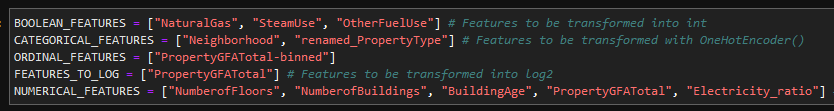 BOOLEAN_FEATURES = ["NaturalGas", "SteamUse", "OtherFuelUse"] # Features to be transformed into int
CATEGORICAL_FEATURES = ["Neighborhood", "renamed_PropertyType"] # Features to be transformed with OneHotEncoder()
ORDINAL_FEATURES = ["PropertyGFATotal-binned"]
FEATURES_TO_LOG = ["PropertyGFATotal"] # Features to be transformed into log2
NUMERICAL_FEATURES = ["NumberofFloors", "NumberofBuildings", "BuildingAge", "PropertyGFATotal", "Electricity_ratio"]